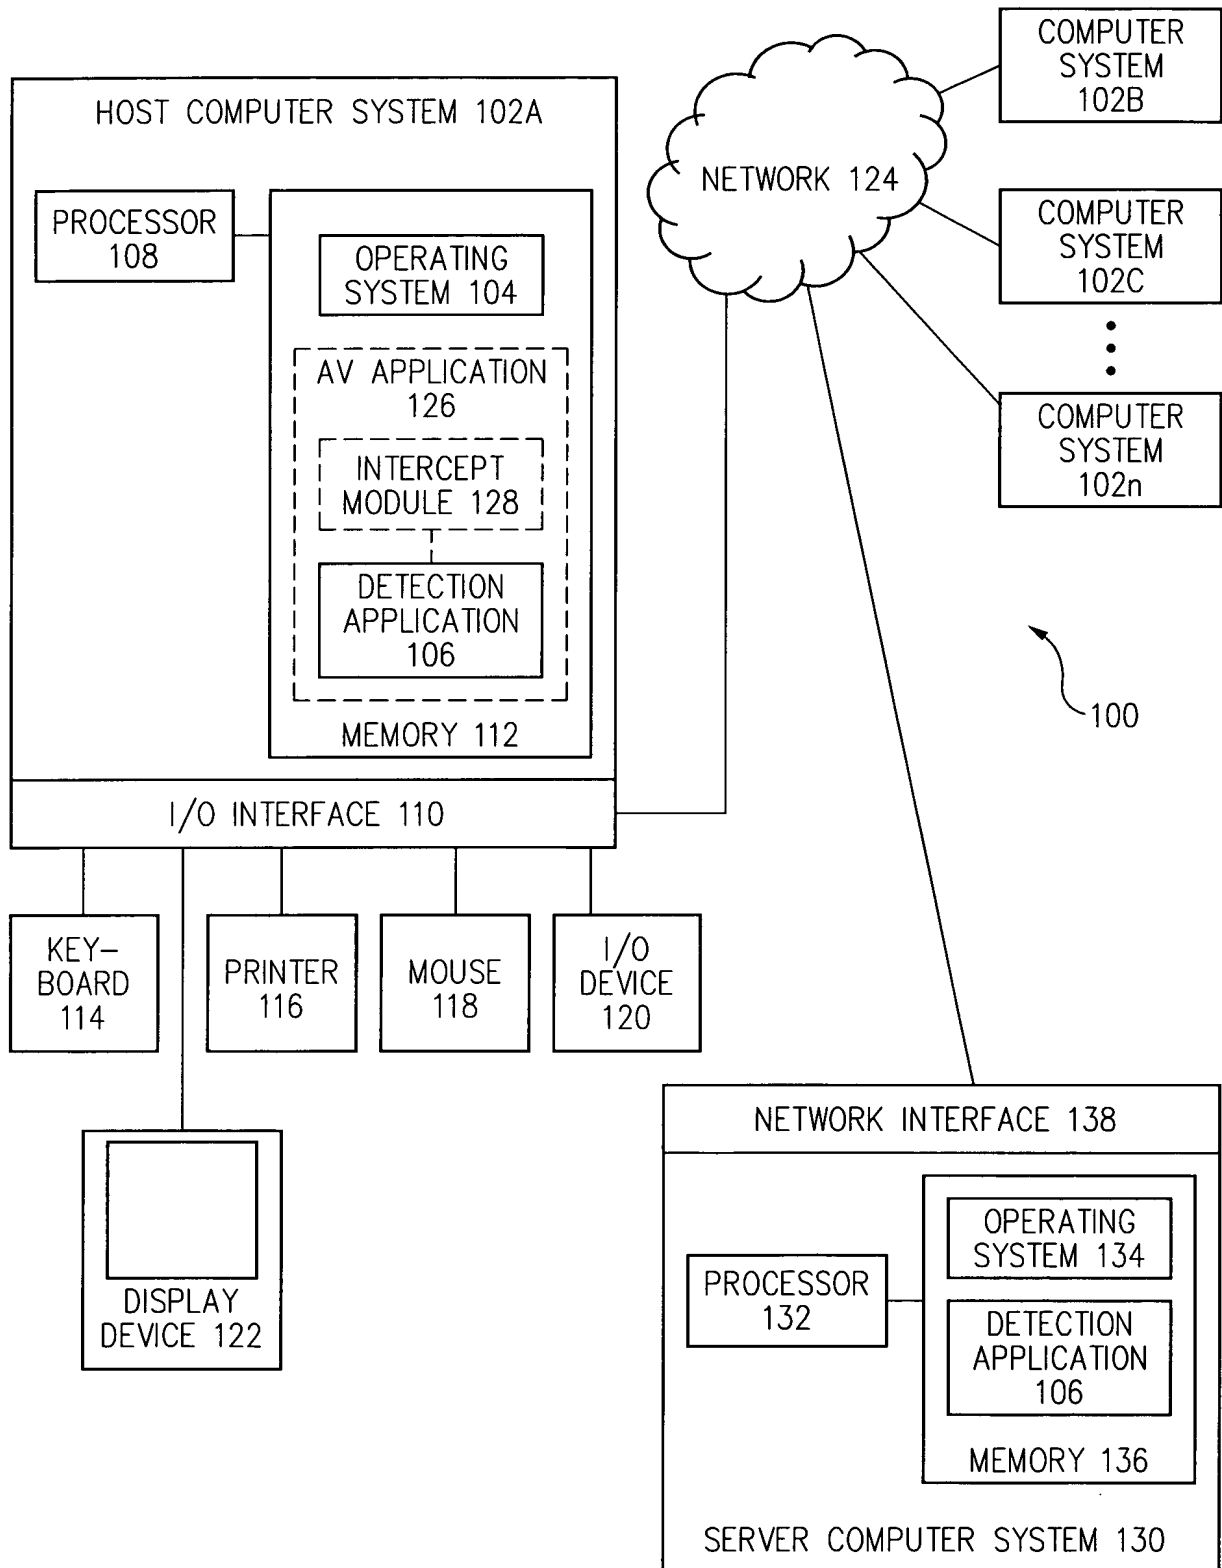 HOST COMPUTER SYSTEM 102A
PROCESSOR
108
OPERATING
SYSTEM 104
AV APPLICATION
126
INTERCEPT
MODULE 128
DETECTION
APPLICATION
106
MEMORY 112
I/O INTERFACE 110
KEY-
BOARD
114
PRINTER
116
MOUSE
118
I/O
DEVICE
120
DISPLAY
DEVICE 122
NETWORK 124
COMPUTER
SYSTEM
102B
COMPUTER
SYSTEM
102C
COMPUTER
SYSTEM
102n
100
NETWORK INTERFACE 138
PROCESSOR
132
OPERATING
SYSTEM 134
DETECTION
APPLICATION
106
MEMORY 136
SERVER COMPUTER SYSTEM 130